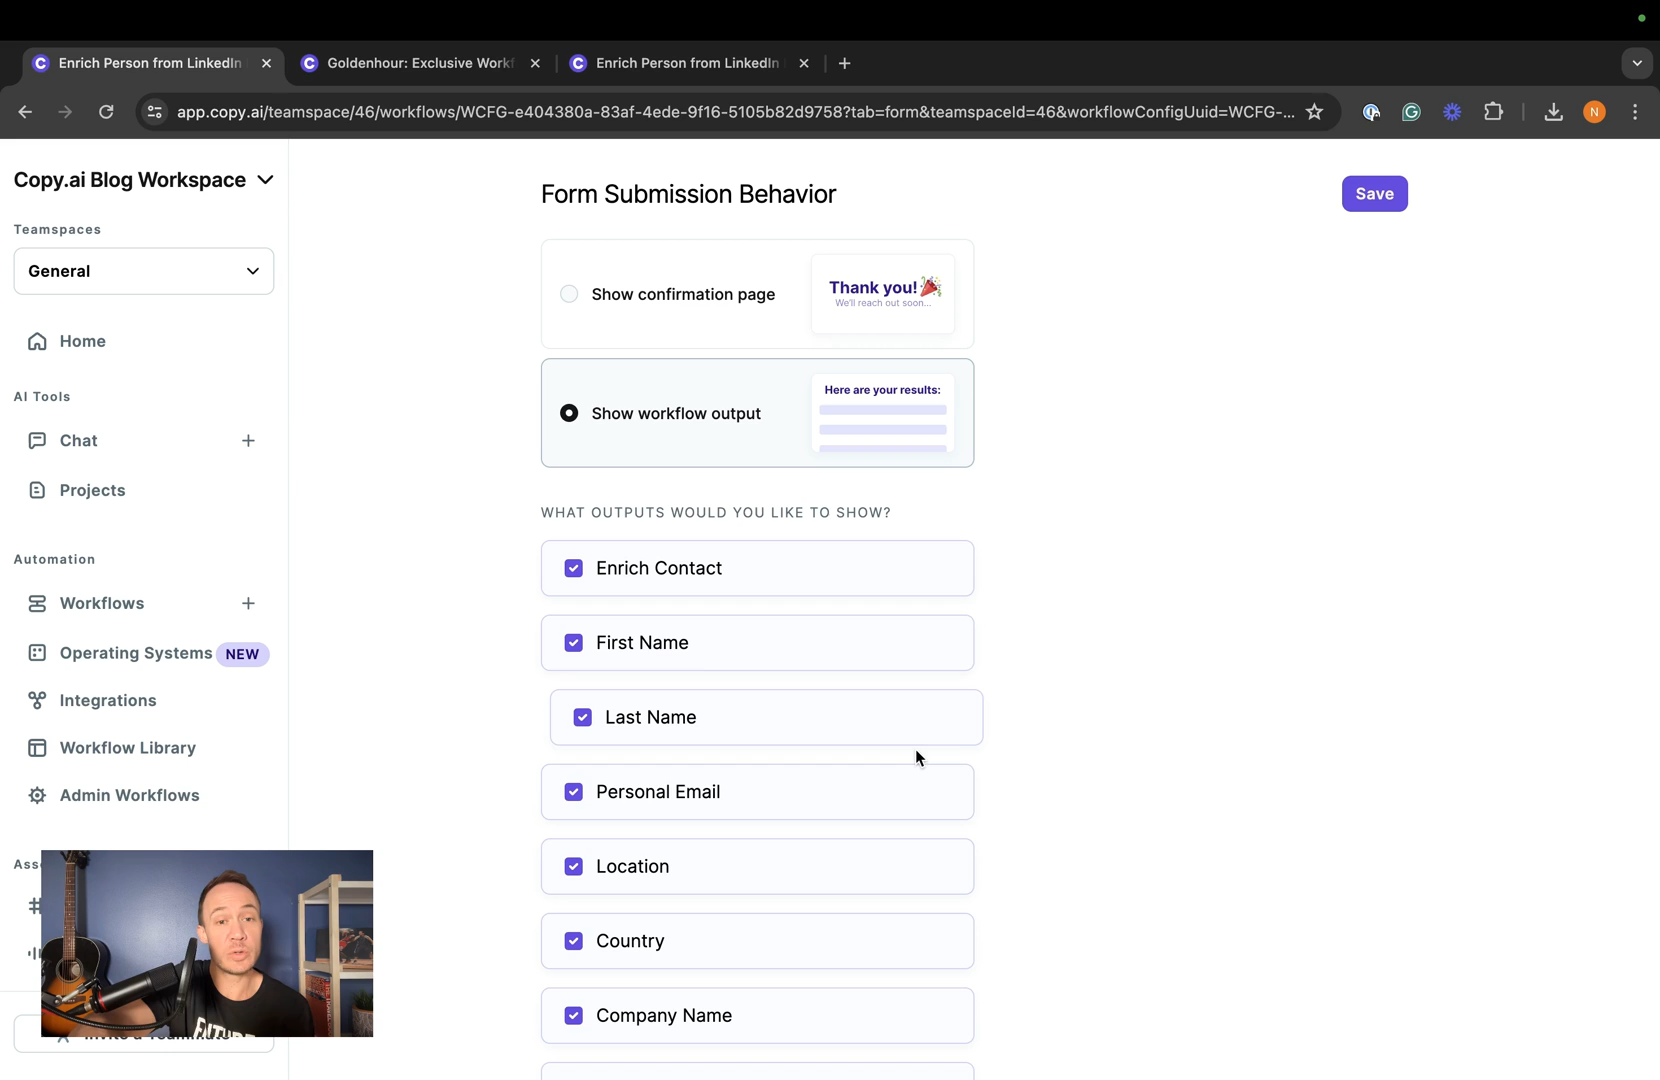 Enrich Person from LinkedIn
Goldenhour: Exclusive Workf
Enrich Person from LinkedIn
app.copy.ai/teamspace/46/workflows/WCFG-e404380a-83af-4ede-9f16-5105b82d9758?tab=form&teamspaceId=46&workflowConfigUuid=WCFG-...
N
Copy.ai Blog Workspace
Teamspaces
General
Home
AI Tools
Chat
Projects
Automation
Workflows
Operating Systems NEW
Integrations
Workflow Library
Admin Workflows
Form Submission Behavior
Save
Show confirmation page
Thank you!
We'll reach out soon...
Show workflow output
Here are your results:
WHAT OUTPUTS WOULD YOU LIKE TO SHOW?
Enrich Contact
First Name
Last Name
Personal Email
Location
Country
Company Name